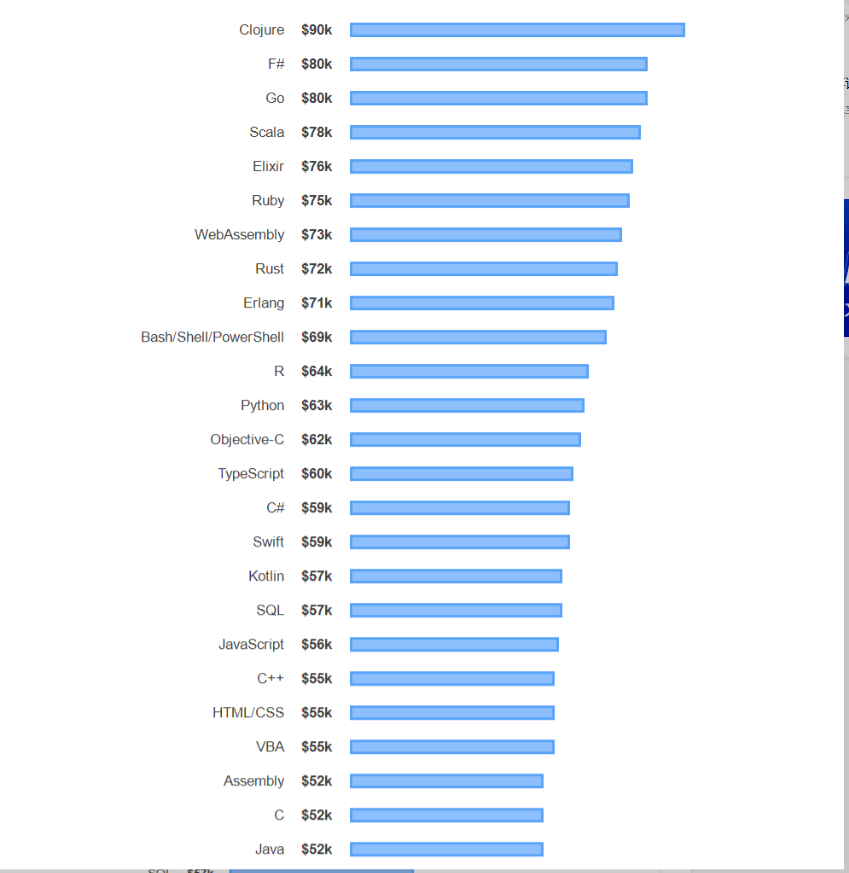 Clojure $90k
F# $80k
Go $80k
Scala $78k
Elixir $76k
Ruby $75k
WebAssembly $73k
Rust $72k
Erlang $71k
Bash/Shell/PowerShell $69k
R $64k
Python $63k
Objective-C $62k
TypeScript $60k
C# $59k
Swift $59k
Kotlin $57k
SQL $57k
JavaScript $56k
C++ $55k
HTML/CSS $55k
VBA $55k
Assembly $52k
C $52k
Java $52k
SQL $57k